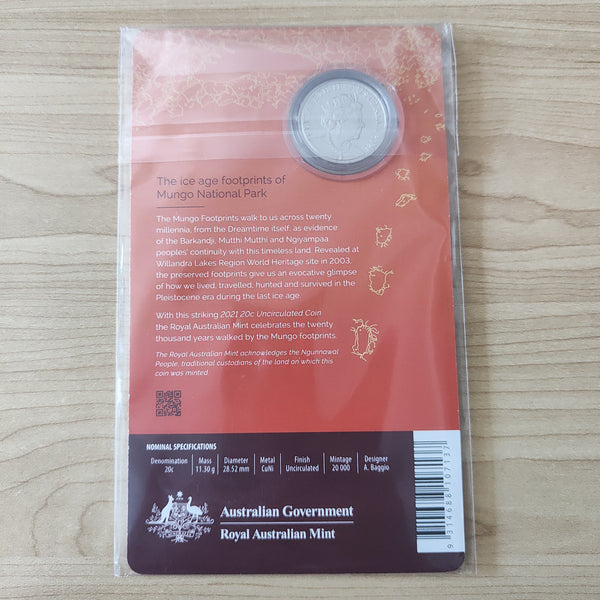 The ice age footprints of
Mungo National Park
The Mungo Footprints walk to us across twenty
millennia, from the Dreamtime itself, as evidence
of the Barkandji, Mutthi Mutthi and Ngyampaa
peoples' continuity with this timeless land. Revealed at
Willandra Lakes Region World Heritage site in 2003,
the preserved footprints give us an evocative glimpse
of how we lived, travelled, hunted and survived in the
Pleistocene era during the last ice age.
With this striking 2021 20c Uncirculated Coin
the Royal Australian Mint celebrates the twenty
thousand years walked by the Mungo footprints.
The Royal Australian Mint acknowledges the Ngunnawal
People, traditional custodians of the land on which this
coin was minted.
NOMINAL SPECIFICATIONS
Denomination Mass Diameter Metal Finish Mintage Designer
20c 11.30 g 28.52 mm CuNi Uncirculated 20 000 A. Baggio
Australian Government
Royal Australian Mint
9 314688 107137